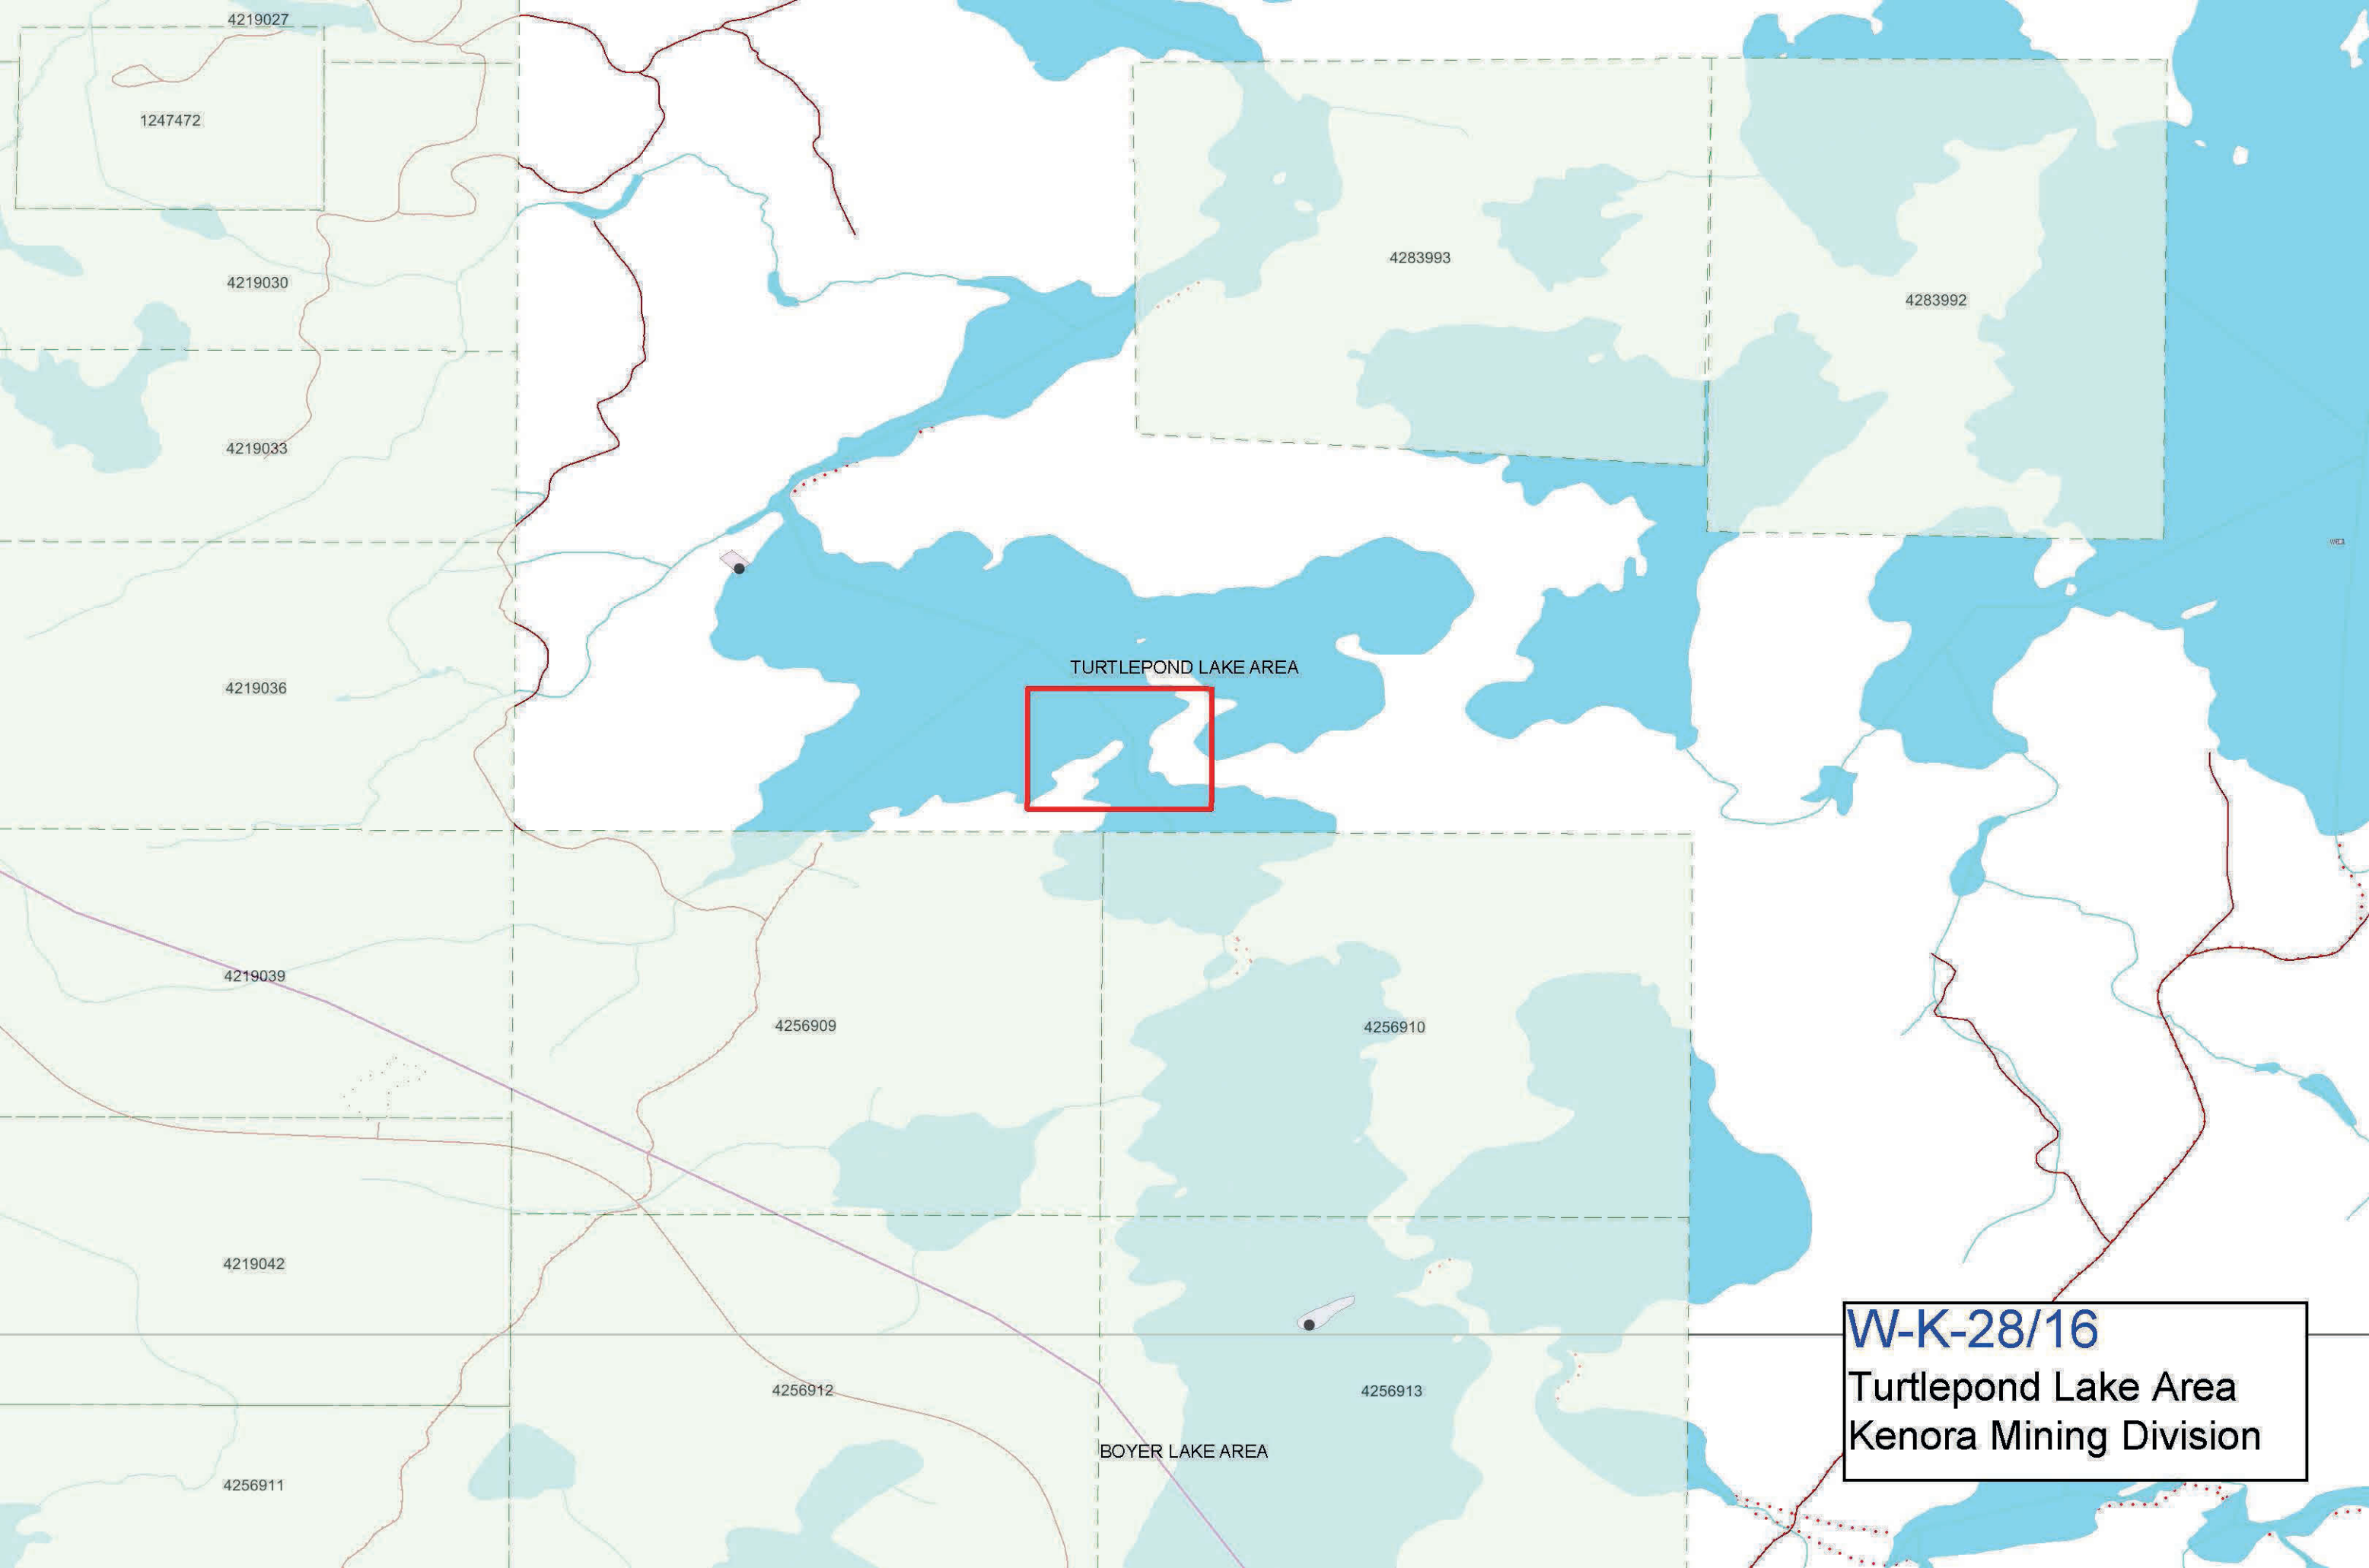 4219027
1247472
4283993
4219030
4283992
4219033
TURTLEPOND LAKE AREA
4219036
4219039
4256909
4256910
4219042
W-K-28/16
Turtlepond Lake Area
Kenora Mining Division
4256912
4256913
BOYER LAKE AREA
4256911